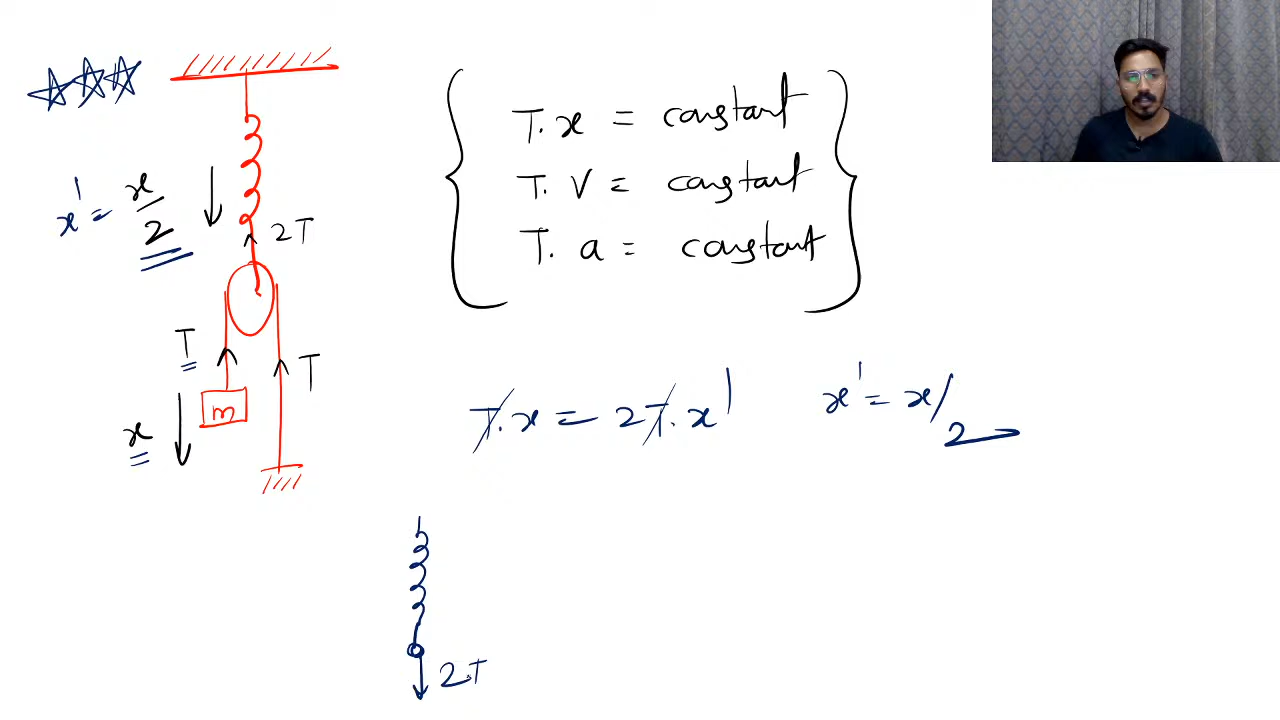 T. x = constant
T. v = constant
T. a = constant
x' = x/2
2T
T
T
m
x
T. x = 2T. x'
x' = x/2
2T